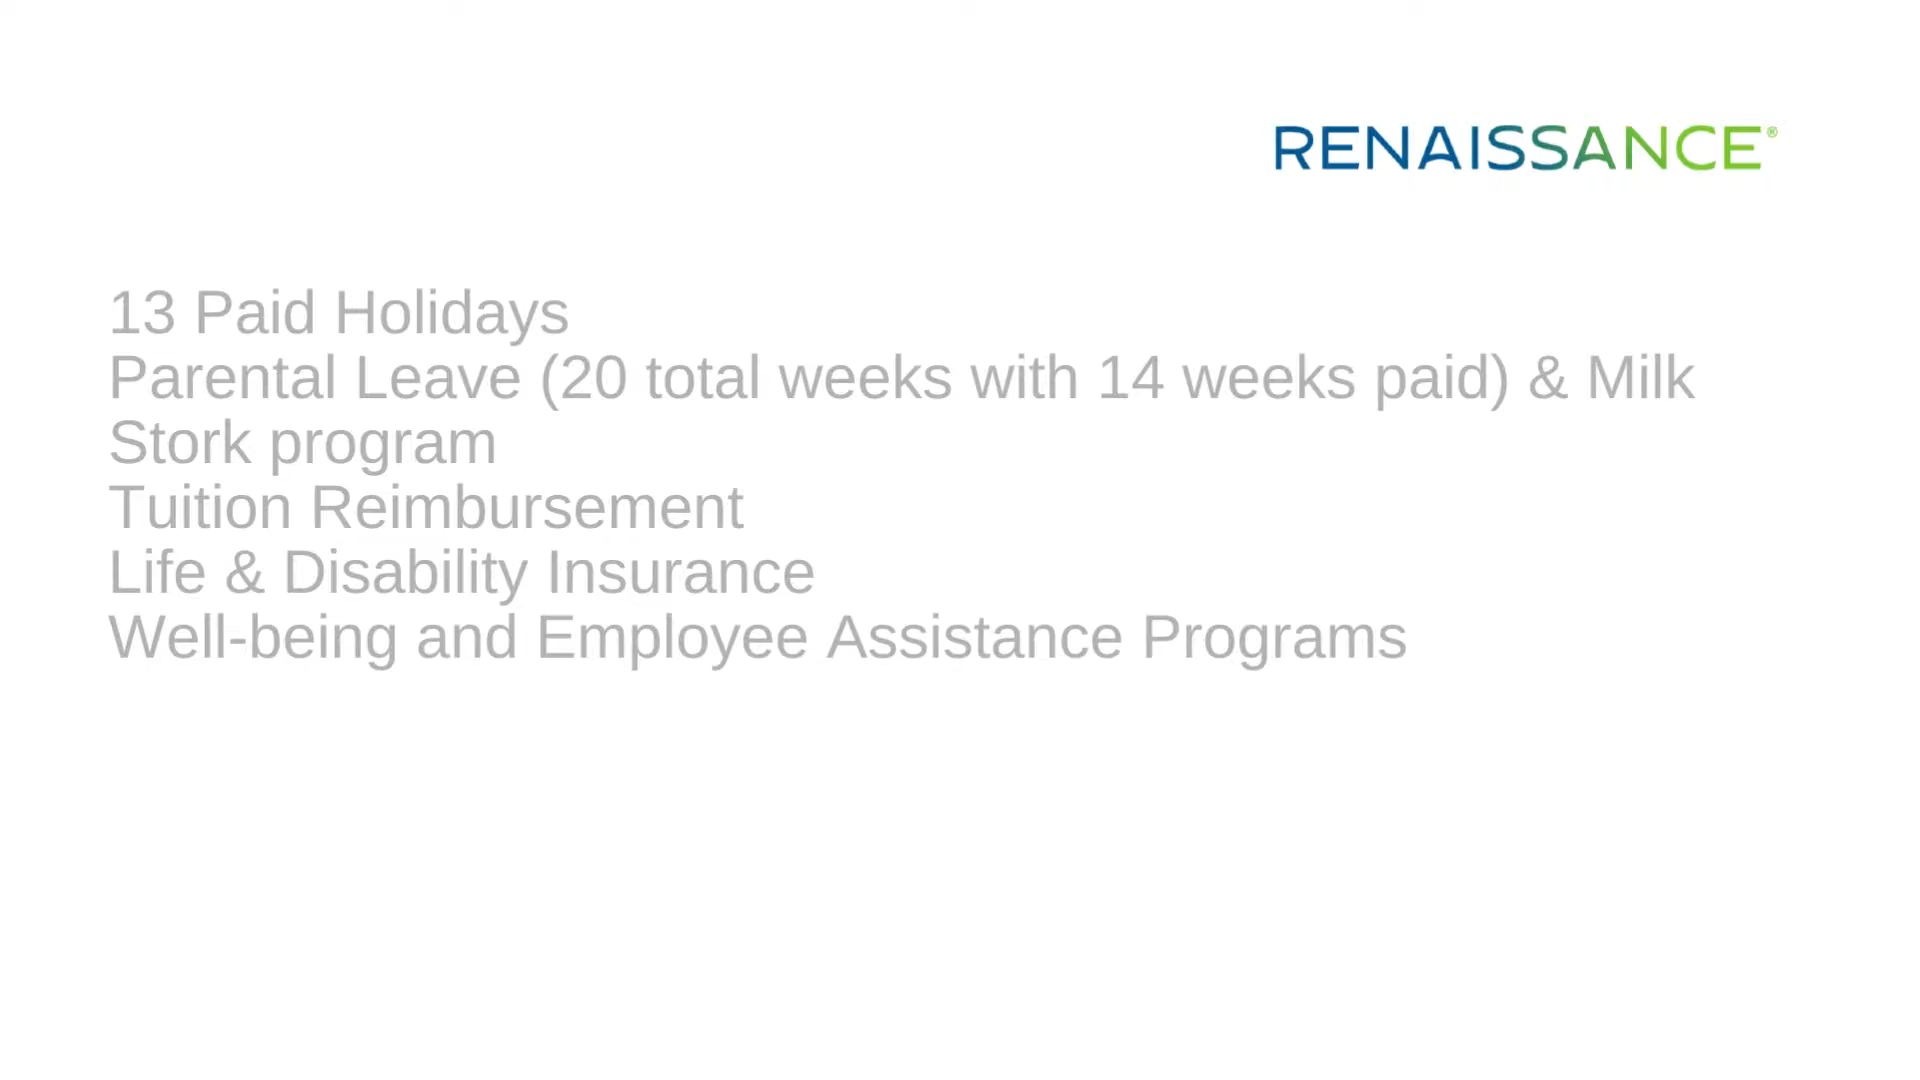 RENAISSANCE®
13 Paid Holidays
Parental Leave (20 total weeks with 14 weeks paid) & Milk
Stork program
Tuition Reimbursement
Life & Disability Insurance
Well-being and Employee Assistance Programs